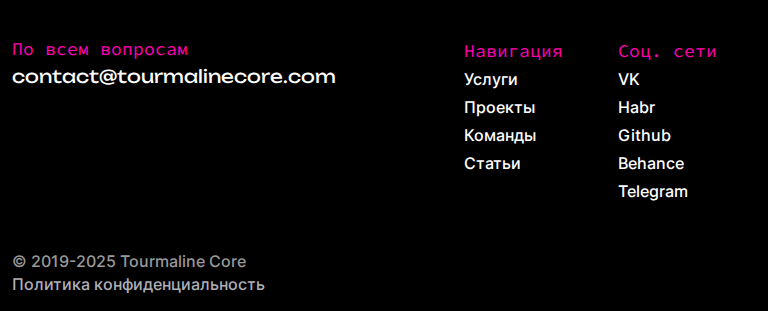 По всем вопросам
contact@tourmalinecore.com
Навигация
Услуги
Проекты
Команды
Статьи
Соц. сети
VK
Habr
Github
Behance
Telegram
© 2019-2025 Tourmaline Core
Политика конфиденциальность